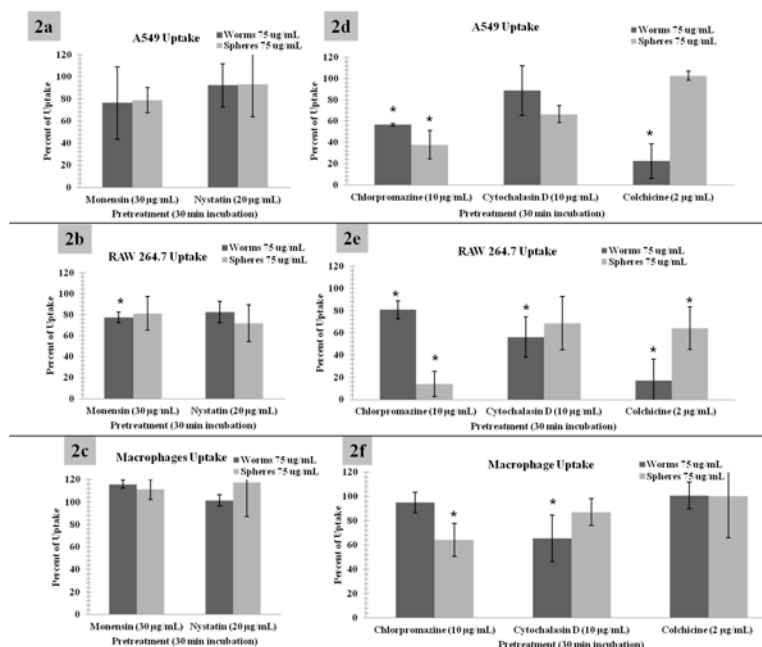 2a
A549 Uptake
Worms 75 ug/mL
Spheres 75 ug/mL
Percent of Uptake
120
100
80
60
40
20
0
Monensin (30 µg/mL) Nystatin (20 µg/mL)
Pretreatment (30 min incubation)
2d
A549 Uptake
Worms 75 ug/mL
Spheres 75 ug/mL
Percent of Uptake
120
100
80
60
40
20
0
* * *
Chlorpromazine (10 µg/mL) Cytochalasin D (10 µg/mL) Colchicine (2 µg/mL)
Pretreatment (30 min incubation)
2b
RAW 264.7 Uptake
Worms 75 ug/mL
Spheres 75 ug/mL
Percent of Uptake
120
100
80
60
40
20
0
*
Monensin (30 µg/mL) Nystatin (20 µg/mL)
Pretreatment (30 min incubation)
2e
RAW 264.7 Uptake
Worms 75 ug/mL
Spheres 75 ug/mL
Percent of Uptake
120
100
80
60
40
20
0
* * * * *
Chlorpromazine (10 µg/mL) Cytochalasin D (10 µg/mL) Colchicine (2 µg/mL)
Pretreatment (30 min incubation)
2c
Macrophages Uptake
Worms 75 ug/mL
Spheres 75 ug/mL
Percent of Uptake
120
100
80
60
40
20
0
Monensin (30 µg/mL) Nystatin (20 µg/mL)
Pretreatment (30 min incubation)
2f
Macrophage Uptake
Worms 75 ug/mL
Spheres 75 ug/mL
Percent of Uptake
120
100
80
60
40
20
0
* *
Chlorpromazine (10 µg/mL) Cytochalasin D (10 µg/mL) Colchicine (2 µg/mL)
Pretreatment (30 min incubation)